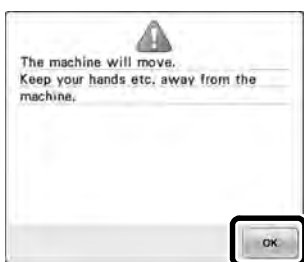 The machine will move.
Keep your hands etc. away from the
machine.
OK